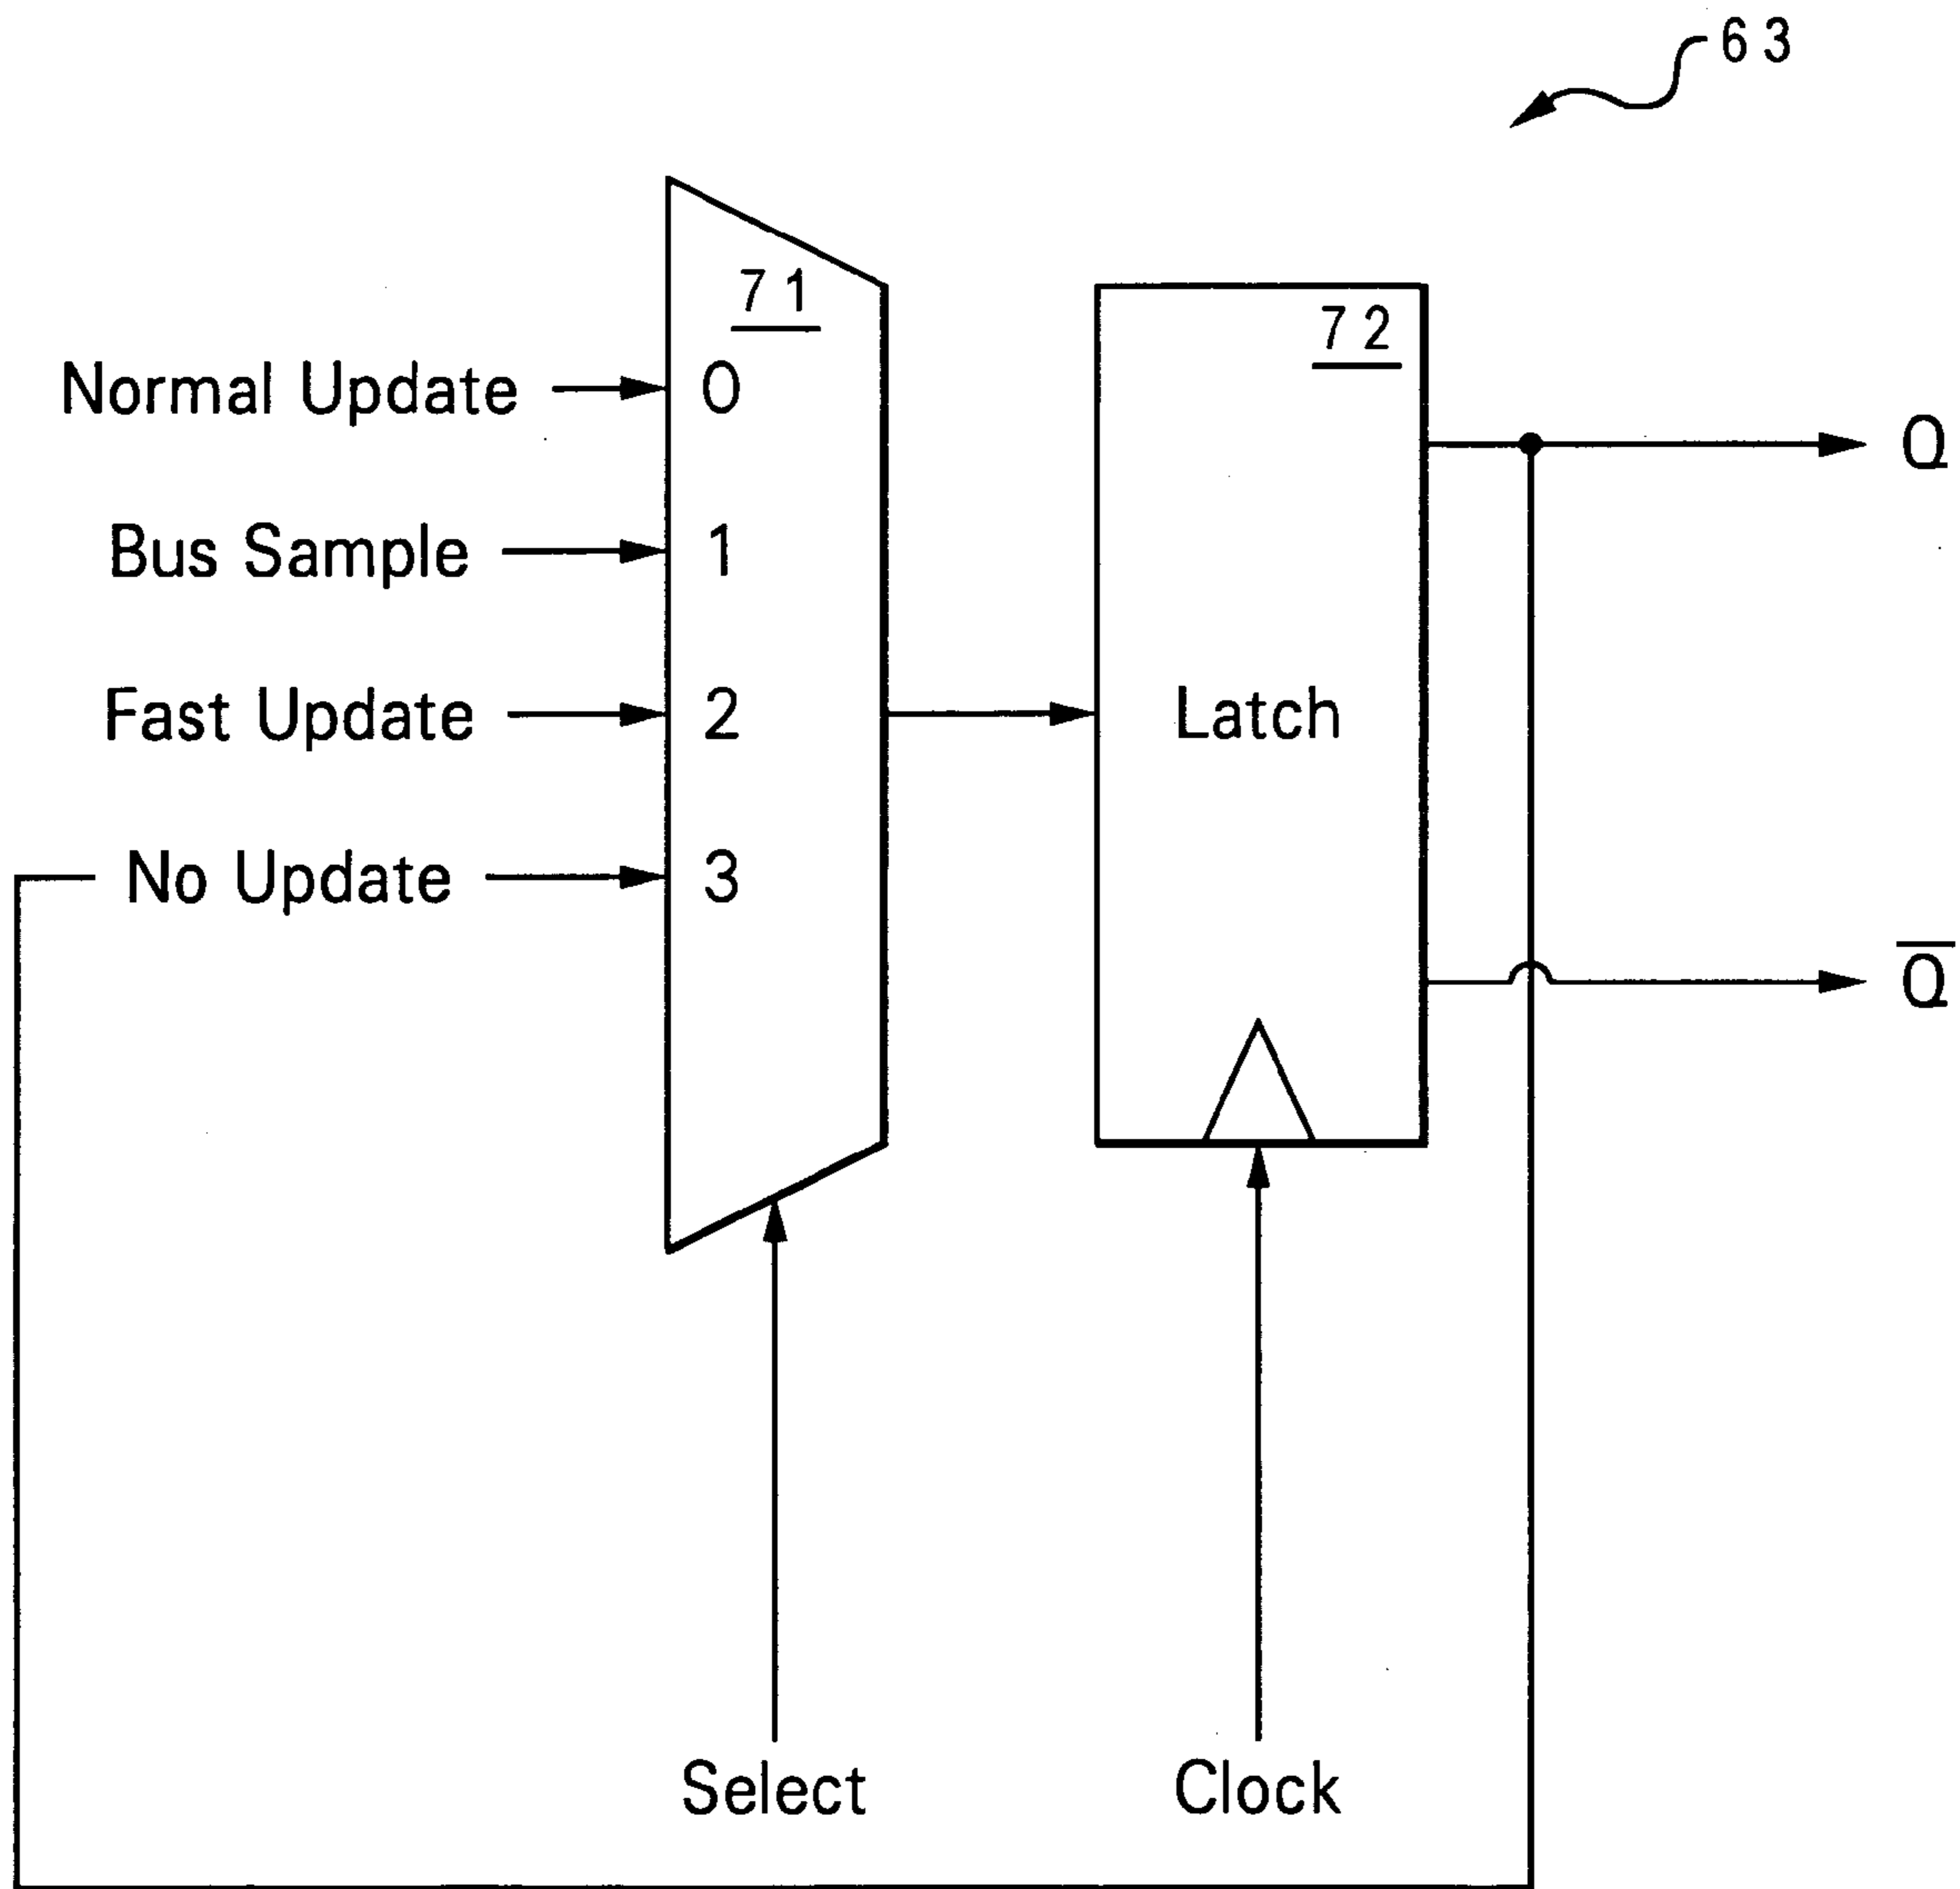 63
71
72
Normal Update
0
Q
Bus Sample
1
Fast Update
2
Latch
No Update
3
Q̅
Select
Clock